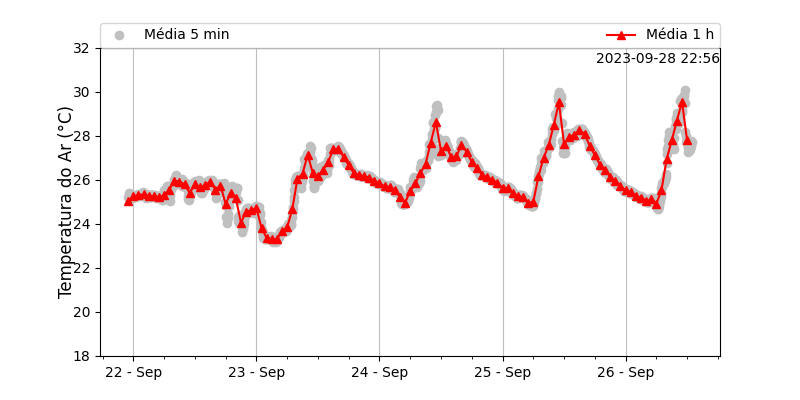 Média 5 min
Média 1 h
2023-09-28 22:56
Temperatura do Ar (°C)
32
30
28
26
24
22
20
18
22 - Sep
23 - Sep
24 - Sep
25 - Sep
26 - Sep